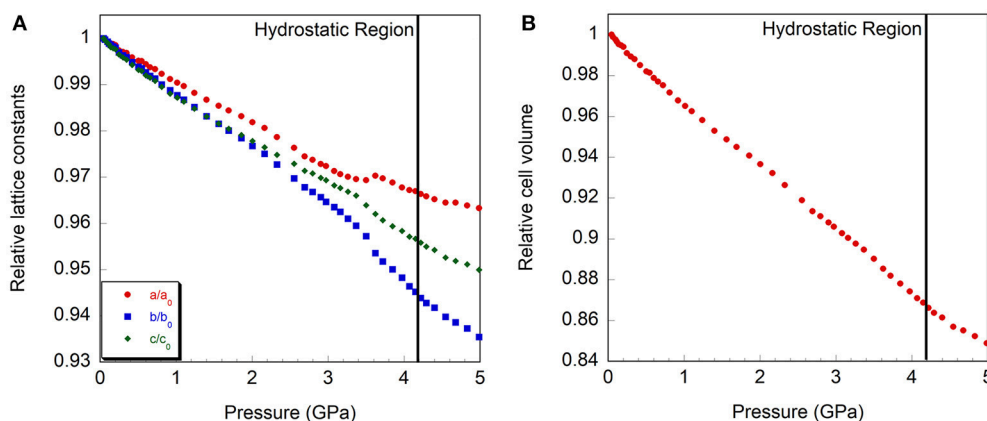 A
Hydrostatic Region
Relative lattice constants
1
0.99
0.98
0.97
0.96
0.95
0.94
0.93
a/a0
b/b0
c/c0
0 1 2 3 4 5
Pressure (GPa)
B
Hydrostatic Region
Relative cell volume
1
0.98
0.96
0.94
0.92
0.9
0.88
0.86
0.84
0 1 2 3 4 5
Pressure (GPa)